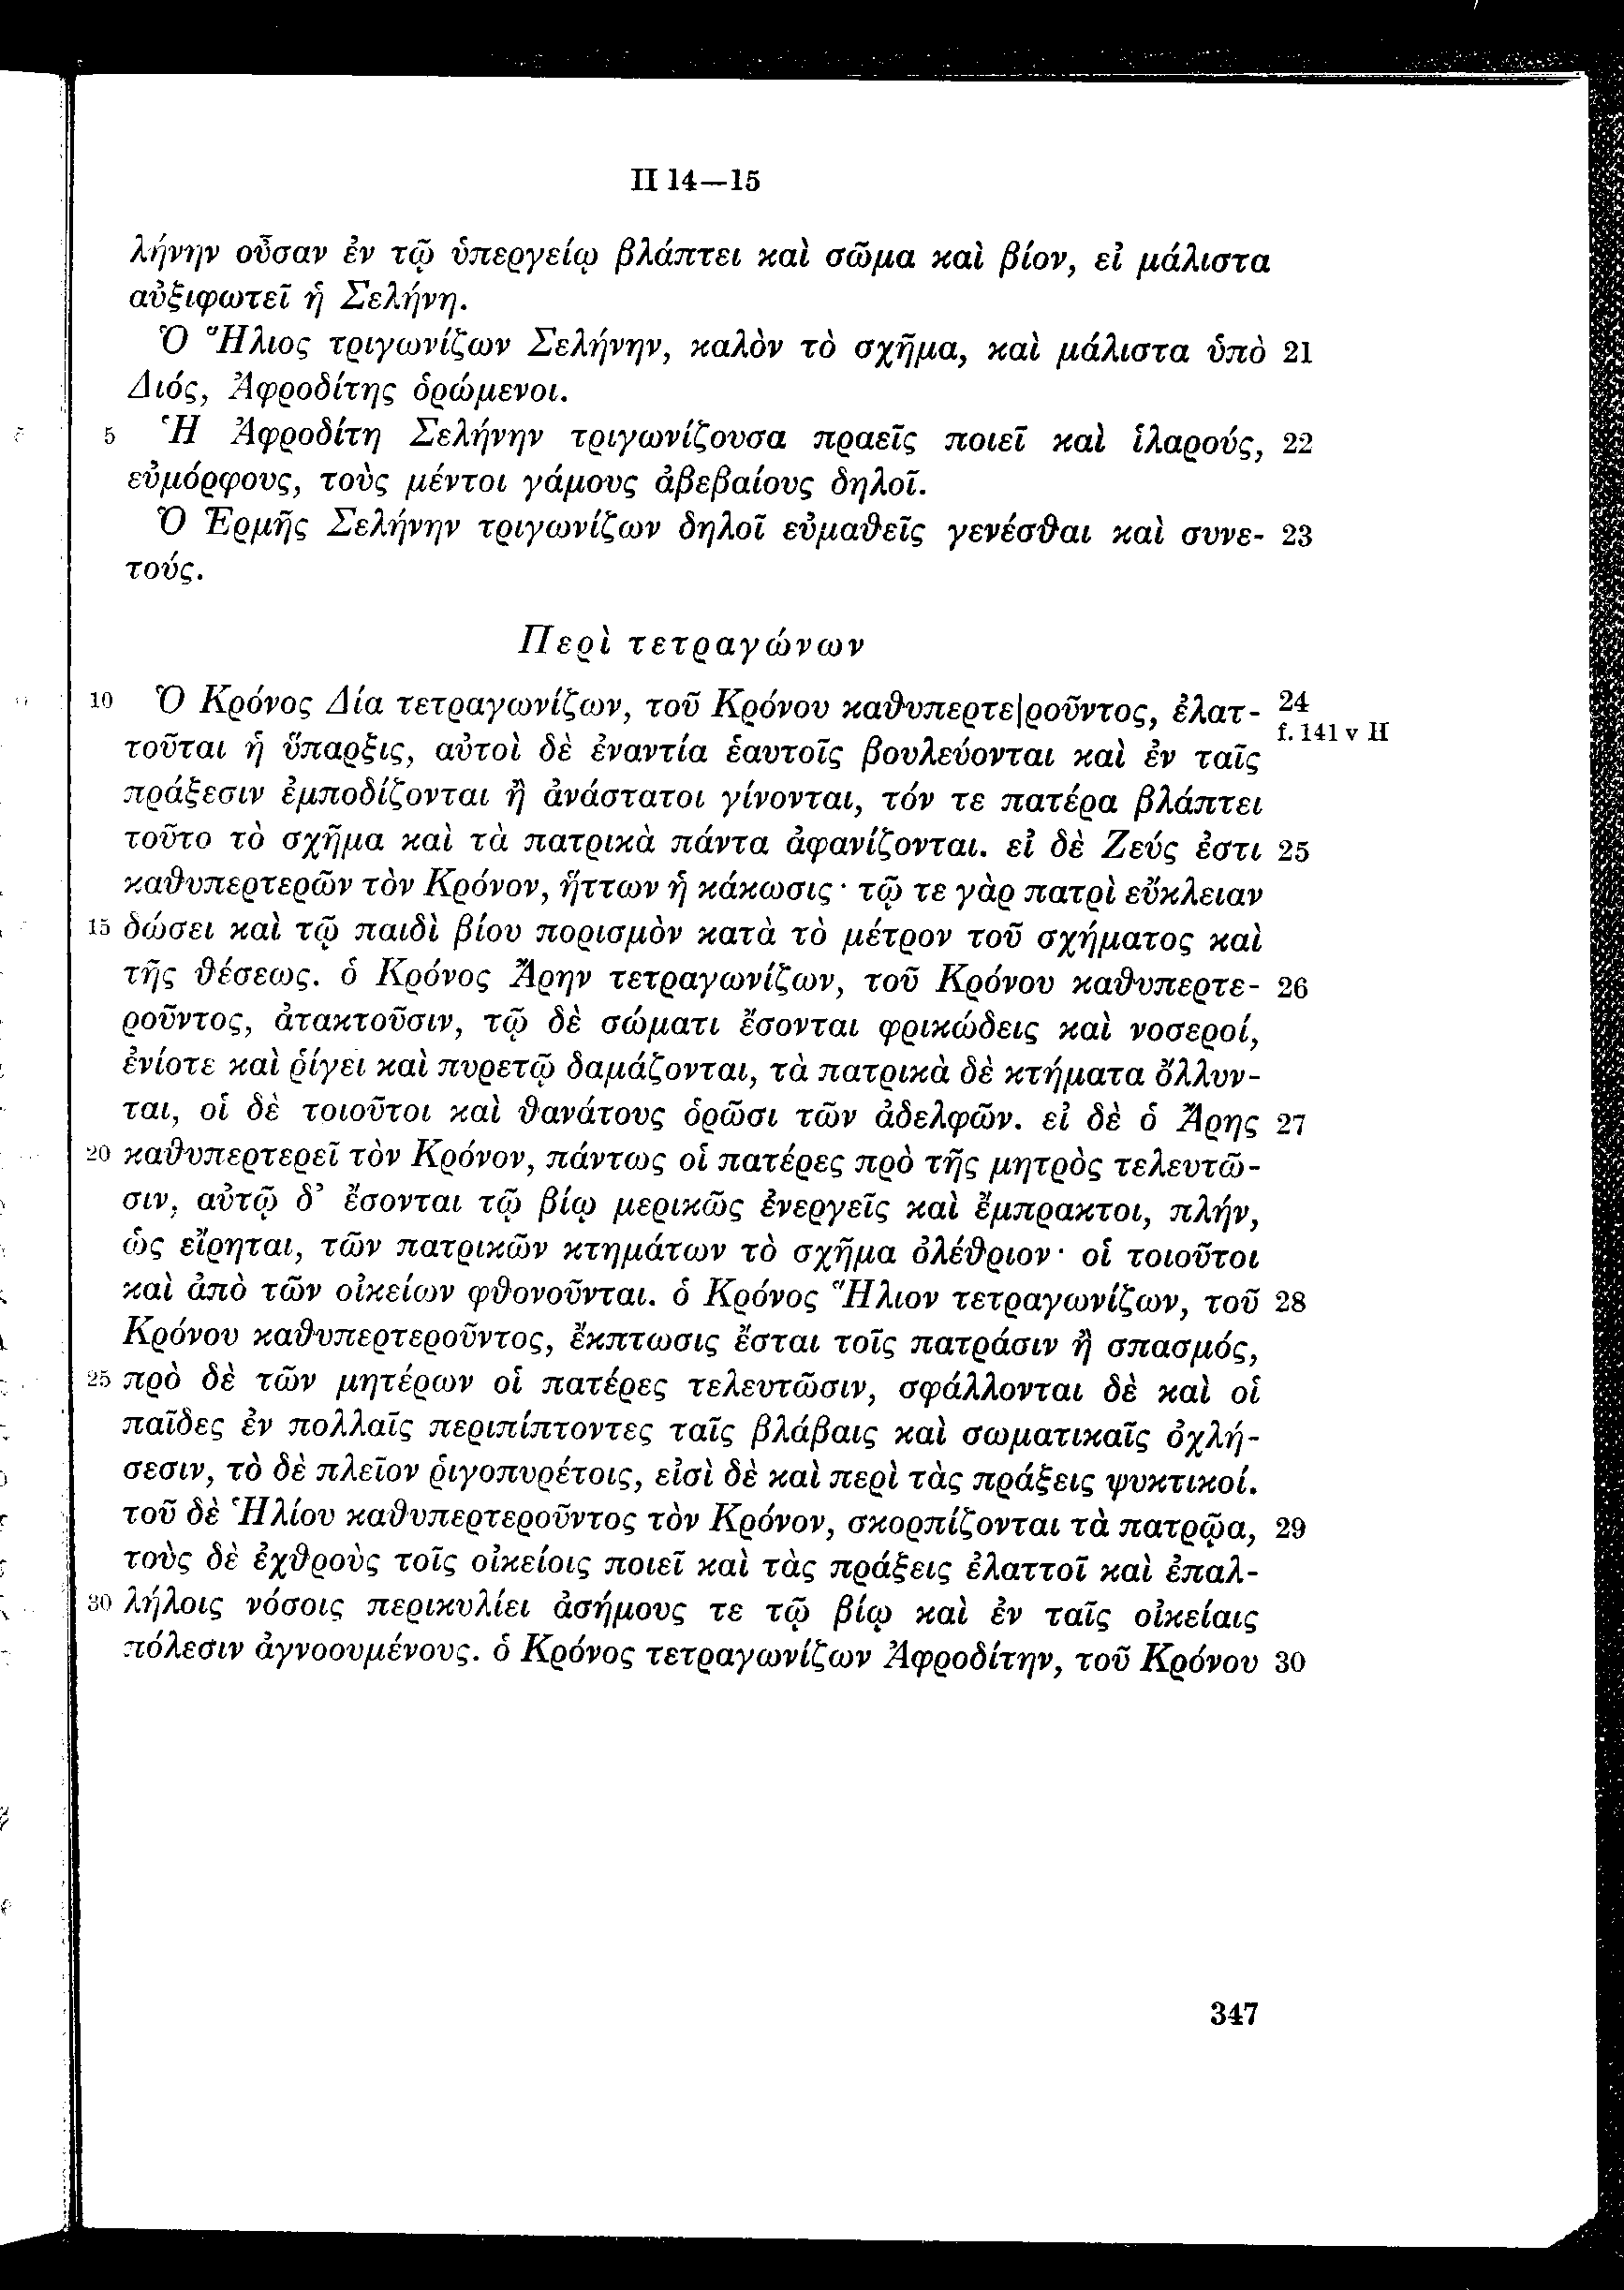 II 14—15
λήνην οὖσαν ἐν τῷ ὑπεργείῳ βλάπτει καὶ σῶμα καὶ βίον, εἰ μάλιστα
αὐξιφωτεῖ ἡ Σελήνη.
Ὁ Ἥλιος τριγωνίζων Σελήνην, καλὸν τὸ σχῆμα, καὶ μάλιστα ὑπὸ 21
Διός, Ἀφροδίτης ὁρώμενοι.
5 Ἡ Ἀφροδίτη Σελήνην τριγωνίζουσα πραεῖς ποιεῖ καὶ ἱλαρούς, 22
εὐμόρφους, τοὺς μέντοι γάμους ἀβεβαίους δηλοῖ.
Ὁ Ἑρμῆς Σελήνην τριγωνίζων δηλοῖ εὐμαθεῖς γενέσθαι καὶ συνε- 23
τούς.
Περὶ τετραγώνων
10 Ὁ Κρόνος Δία τετραγωνίζων, τοῦ Κρόνου καθυπερτε|ροῦντος, ἐλατ- 24
f. 141 v H
τοῦται ἡ ὕπαρξις, αὐτοὶ δὲ ἐναντία ἑαυτοῖς βουλεύονται καὶ ἐν ταῖς
πράξεσιν ἐμποδίζονται ἢ ἀνάστατοι γίνονται, τόν τε πατέρα βλάπτει
τοῦτο τὸ σχῆμα καὶ τὰ πατρικὰ πάντα ἀφανίζονται. εἰ δὲ Ζεύς ἐστι 25
καθυπερτερῶν τὸν Κρόνον, ἥττων ἡ κάκωσις· τῷ τε γὰρ πατρὶ εὔκλειαν
15 δώσει καὶ τῷ παιδὶ βίου πορισμὸν κατὰ τὸ μέτρον τοῦ σχήματος καὶ
τῆς θέσεως. ὁ Κρόνος Ἄρην τετραγωνίζων, τοῦ Κρόνου καθυπερτε- 26
ροῦντος, ἀτακτοῦσιν, τῷ δὲ σώματι ἔσονται φρικώδεις καὶ νοσεροί,
ἐνίοτε καὶ ῥίγει καὶ πυρετῷ δαμάζονται, τὰ πατρικὰ δὲ κτήματα ὄλλυν-
ται, οἱ δὲ τοιοῦτοι καὶ θανάτους ὁρῶσι τῶν ἀδελφῶν. εἰ δὲ ὁ Ἄρης 27
20 καθυπερτερεῖ τὸν Κρόνον, πάντως οἱ πατέρες πρὸ τῆς μητρὸς τελευτῶ-
σιν, αὐτῷ δ’ ἔσονται τῷ βίῳ μερικῶς ἐνεργεῖς καὶ ἔμπρακτοι, πλήν,
ὡς εἴρηται, τῶν πατρικῶν κτημάτων τὸ σχῆμα ὀλέθριον· οἱ τοιοῦτοι
καὶ ἀπὸ τῶν οἰκείων φθονοῦνται. ὁ Κρόνος Ἥλιον τετραγωνίζων, τοῦ 28
Κρόνου καθυπερτεροῦντος, ἔκπτωσις ἔσται τοῖς πατράσιν ἢ σπασμός,
25 πρὸ δὲ τῶν μητέρων οἱ πατέρες τελευτῶσιν, σφάλλονται δὲ καὶ οἱ
παῖδες ἐν πολλαῖς περιπίπτοντες ταῖς βλάβαις καὶ σωματικαῖς ὀχλή-
σεσιν, τὸ δὲ πλεῖον ῥιγοπυρέτοις, εἰσὶ δὲ καὶ περὶ τὰς πράξεις ψυκτικοί.
τοῦ δὲ Ἡλίου καθυπερτεροῦντος τὸν Κρόνον, σκορπίζονται τὰ πατρῷα, 29
τοὺς δὲ ἐχθροὺς τοῖς οἰκείοις ποιεῖ καὶ τὰς πράξεις ἐλαττοῖ καὶ ἐπαλ-
30 λήλοις νόσοις περικυλίει ἀσήμους τε τῷ βίῳ καὶ ἐν ταῖς οἰκείαις
πόλεσιν ἀγνοουμένους. ὁ Κρόνος τετραγωνίζων Ἀφροδίτην, τοῦ Κρόνου 30
347